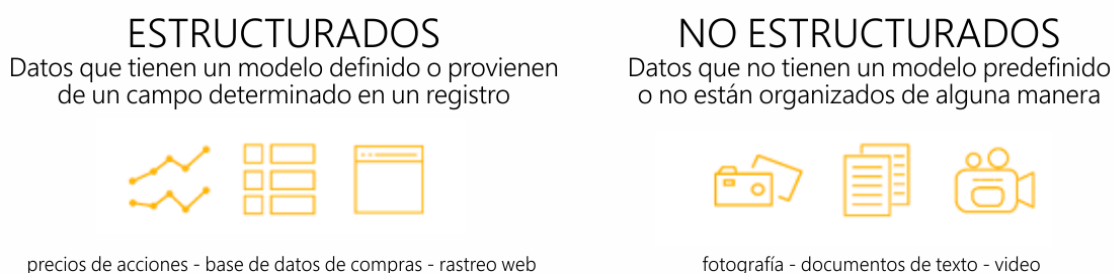 ESTRUCTURADOS
Datos que tienen un modelo definido o provienen
de un campo determinado en un registro
precios de acciones - base de datos de compras - rastreo web
NO ESTRUCTURADOS
Datos que no tienen un modelo predefinido
o no están organizados de alguna manera
fotografía - documentos de texto - video